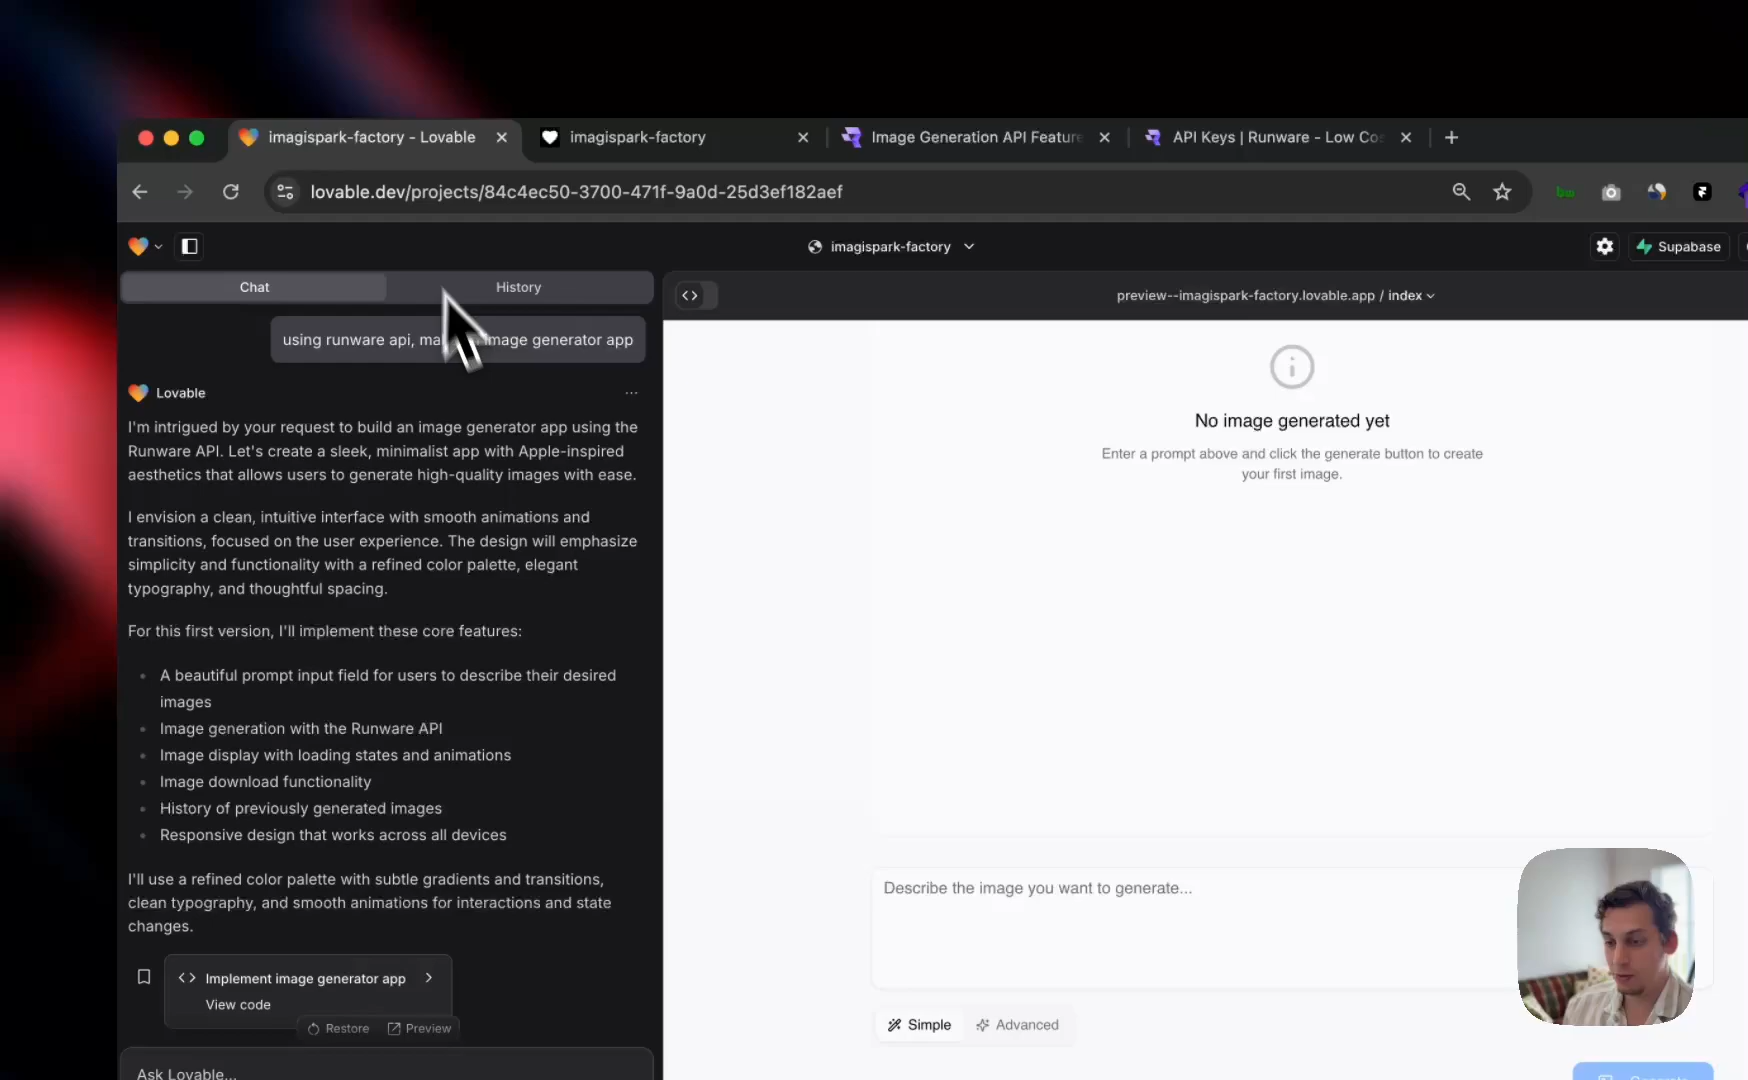 imagispark-factory - Lovable
imagispark-factory
Image Generation API Feature
API Keys | Runware - Low Co
lovable.dev/projects/84c4ec50-3700-471f-9a0d-25d3ef182aef
imagispark-factory
Supabase
Chat
History
preview--imagispark-factory.lovable.app / index
using runware api, ma image generator app
Lovable
I'm intrigued by your request to build an image generator app using the
Runware API. Let's create a sleek, minimalist app with Apple-inspired
aesthetics that allows users to generate high-quality images with ease.
I envision a clean, intuitive interface with smooth animations and
transitions, focused on the user experience. The design will emphasize
simplicity and functionality with a refined color palette, elegant
typography, and thoughtful spacing.
For this first version, I'll implement these core features:
A beautiful prompt input field for users to describe their desired
images
Image generation with the Runware API
Image display with loading states and animations
Image download functionality
History of previously generated images
Responsive design that works across all devices
I'll use a refined color palette with subtle gradients and transitions,
clean typography, and smooth animations for interactions and state
changes.
Implement image generator app
View code
Restore
Preview
Ask Lovable...
No image generated yet
Enter a prompt above and click the generate button to create
your first image.
Describe the image you want to generate...
Simple
Advanced